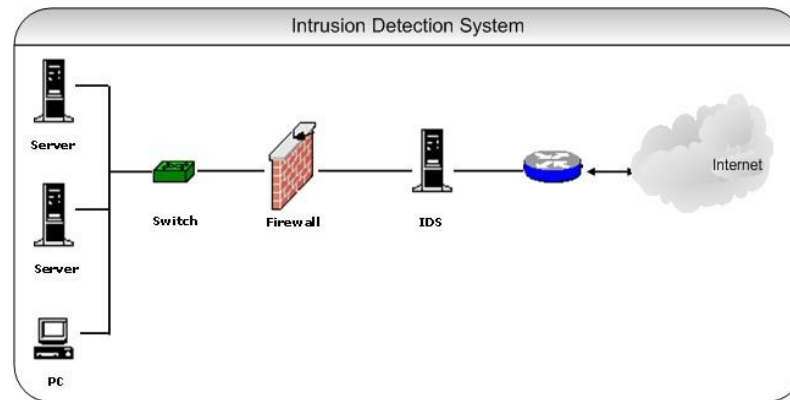 Intrusion Detection System
Server
Switch
Firewall
IDS
Internet
Server
PC